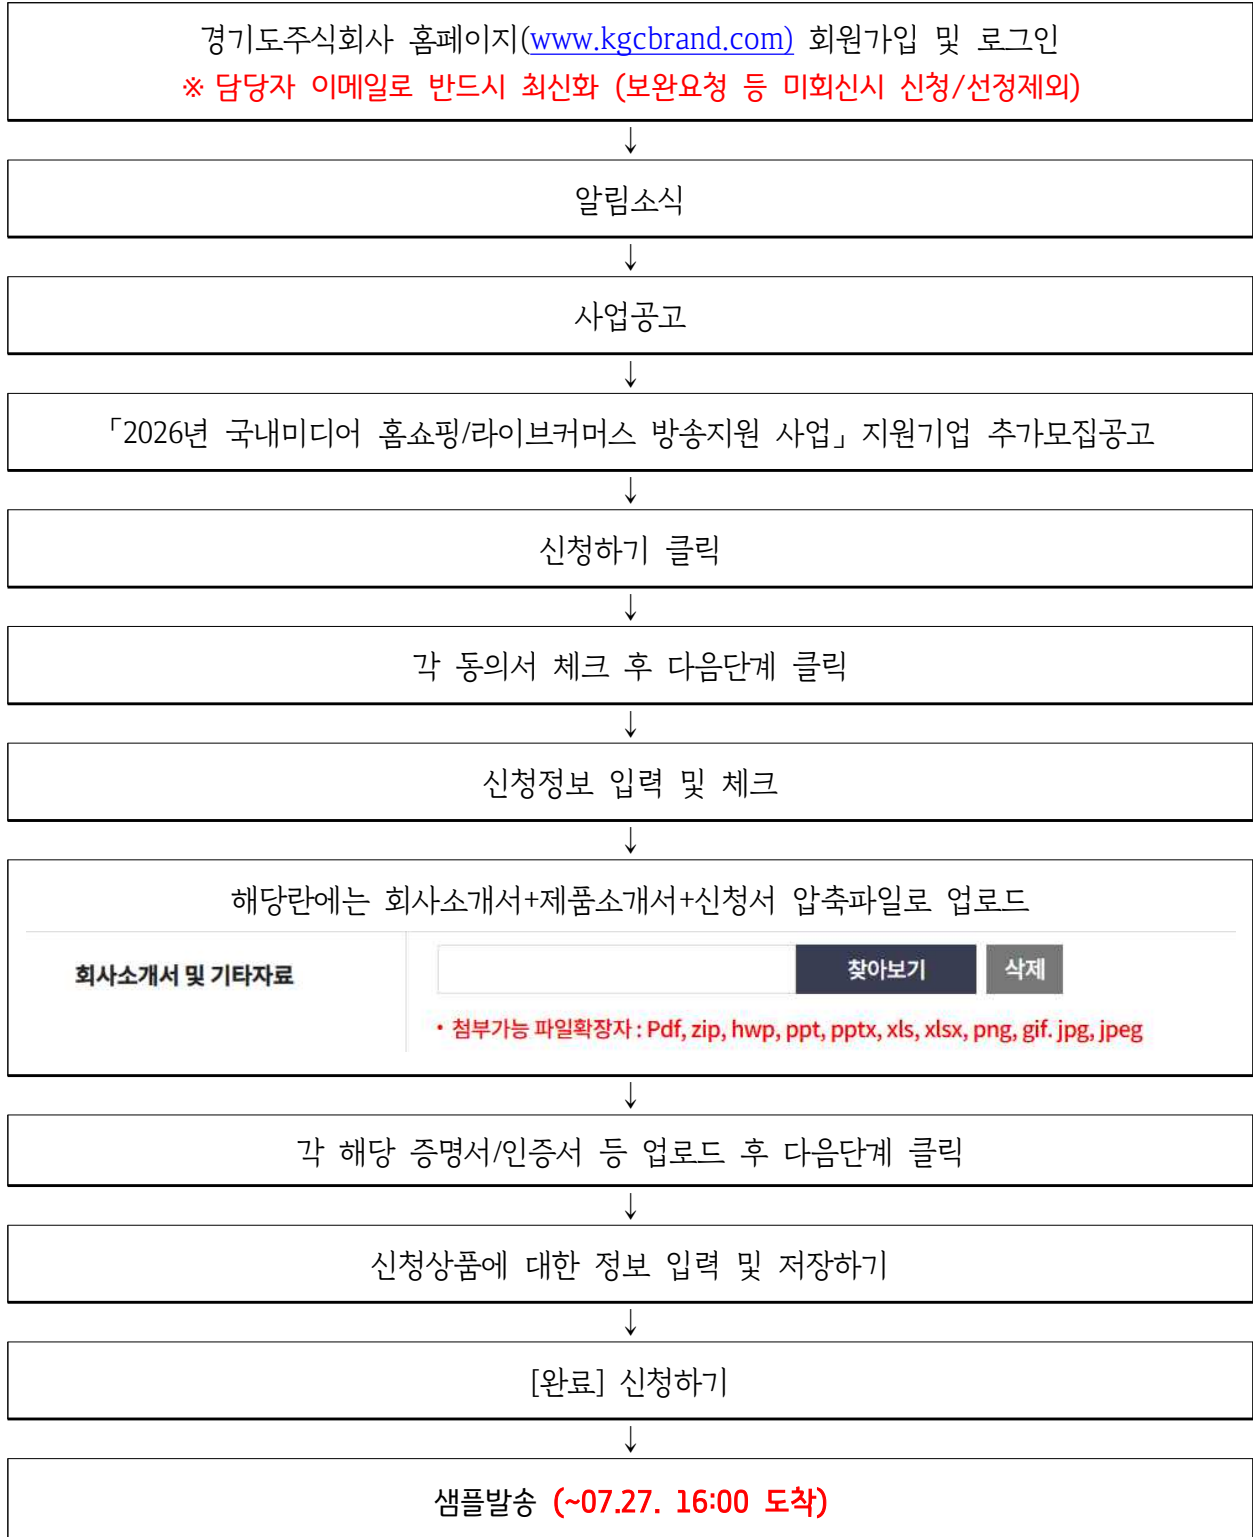 경기도주식회사 홈페이지(www.kgcbrand.com) 회원가입 및 로그인
※ 담당자 이메일로 반드시 최신화 (보완요청 등 미회신시 신청/선정제외)
↓
알림소식
↓
사업공고
↓
「2026년 국내미디어 홈쇼핑/라이브커머스 방송지원 사업」 지원기업 추가모집공고
↓
신청하기 클릭
↓
각 동의서 체크 후 다음단계 클릭
↓
신청정보 입력 및 체크
↓
해당란에는 회사소개서+제품소개서+신청서 압축파일로 업로드
회사소개서 및 기타자료 찾아보기 삭제
• 첨부가능 파일확장자 : Pdf, zip, hwp, ppt, pptx, xls, xlsx, png, gif. jpg, jpeg
↓
각 해당 증명서/인증서 등 업로드 후 다음단계 클릭
↓
신청상품에 대한 정보 입력 및 저장하기
↓
[완료] 신청하기
↓
샘플발송 (~07.27. 16:00 도착)